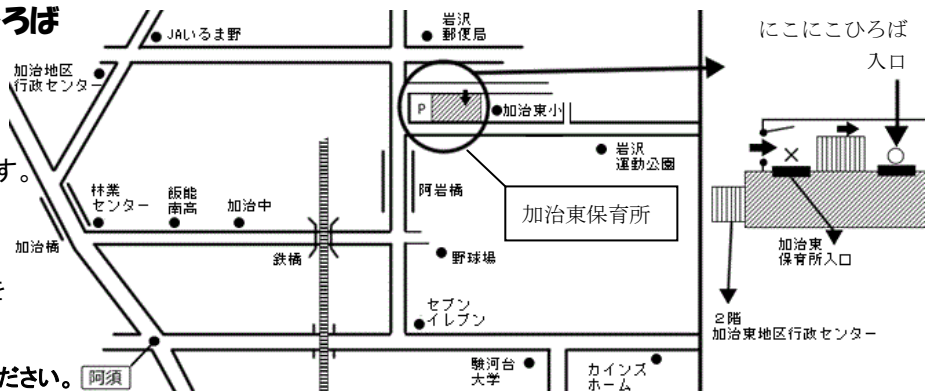 ろば
す。
を
ださい。
JAいるま野
岩沢
郵便局
加治地区
行政センター
P
加治東小
岩沢
運動公園
林業
センター
飯能
南高
加治中
阿岩橋
加治東保育所
加治橋
鉄橋
野球場
セブン
イレブン
阿須
駿河台
大学
カインズ
ホーム
にこにこひろば
入口
加治東
保育所入口
2階
加治東地区行政センター